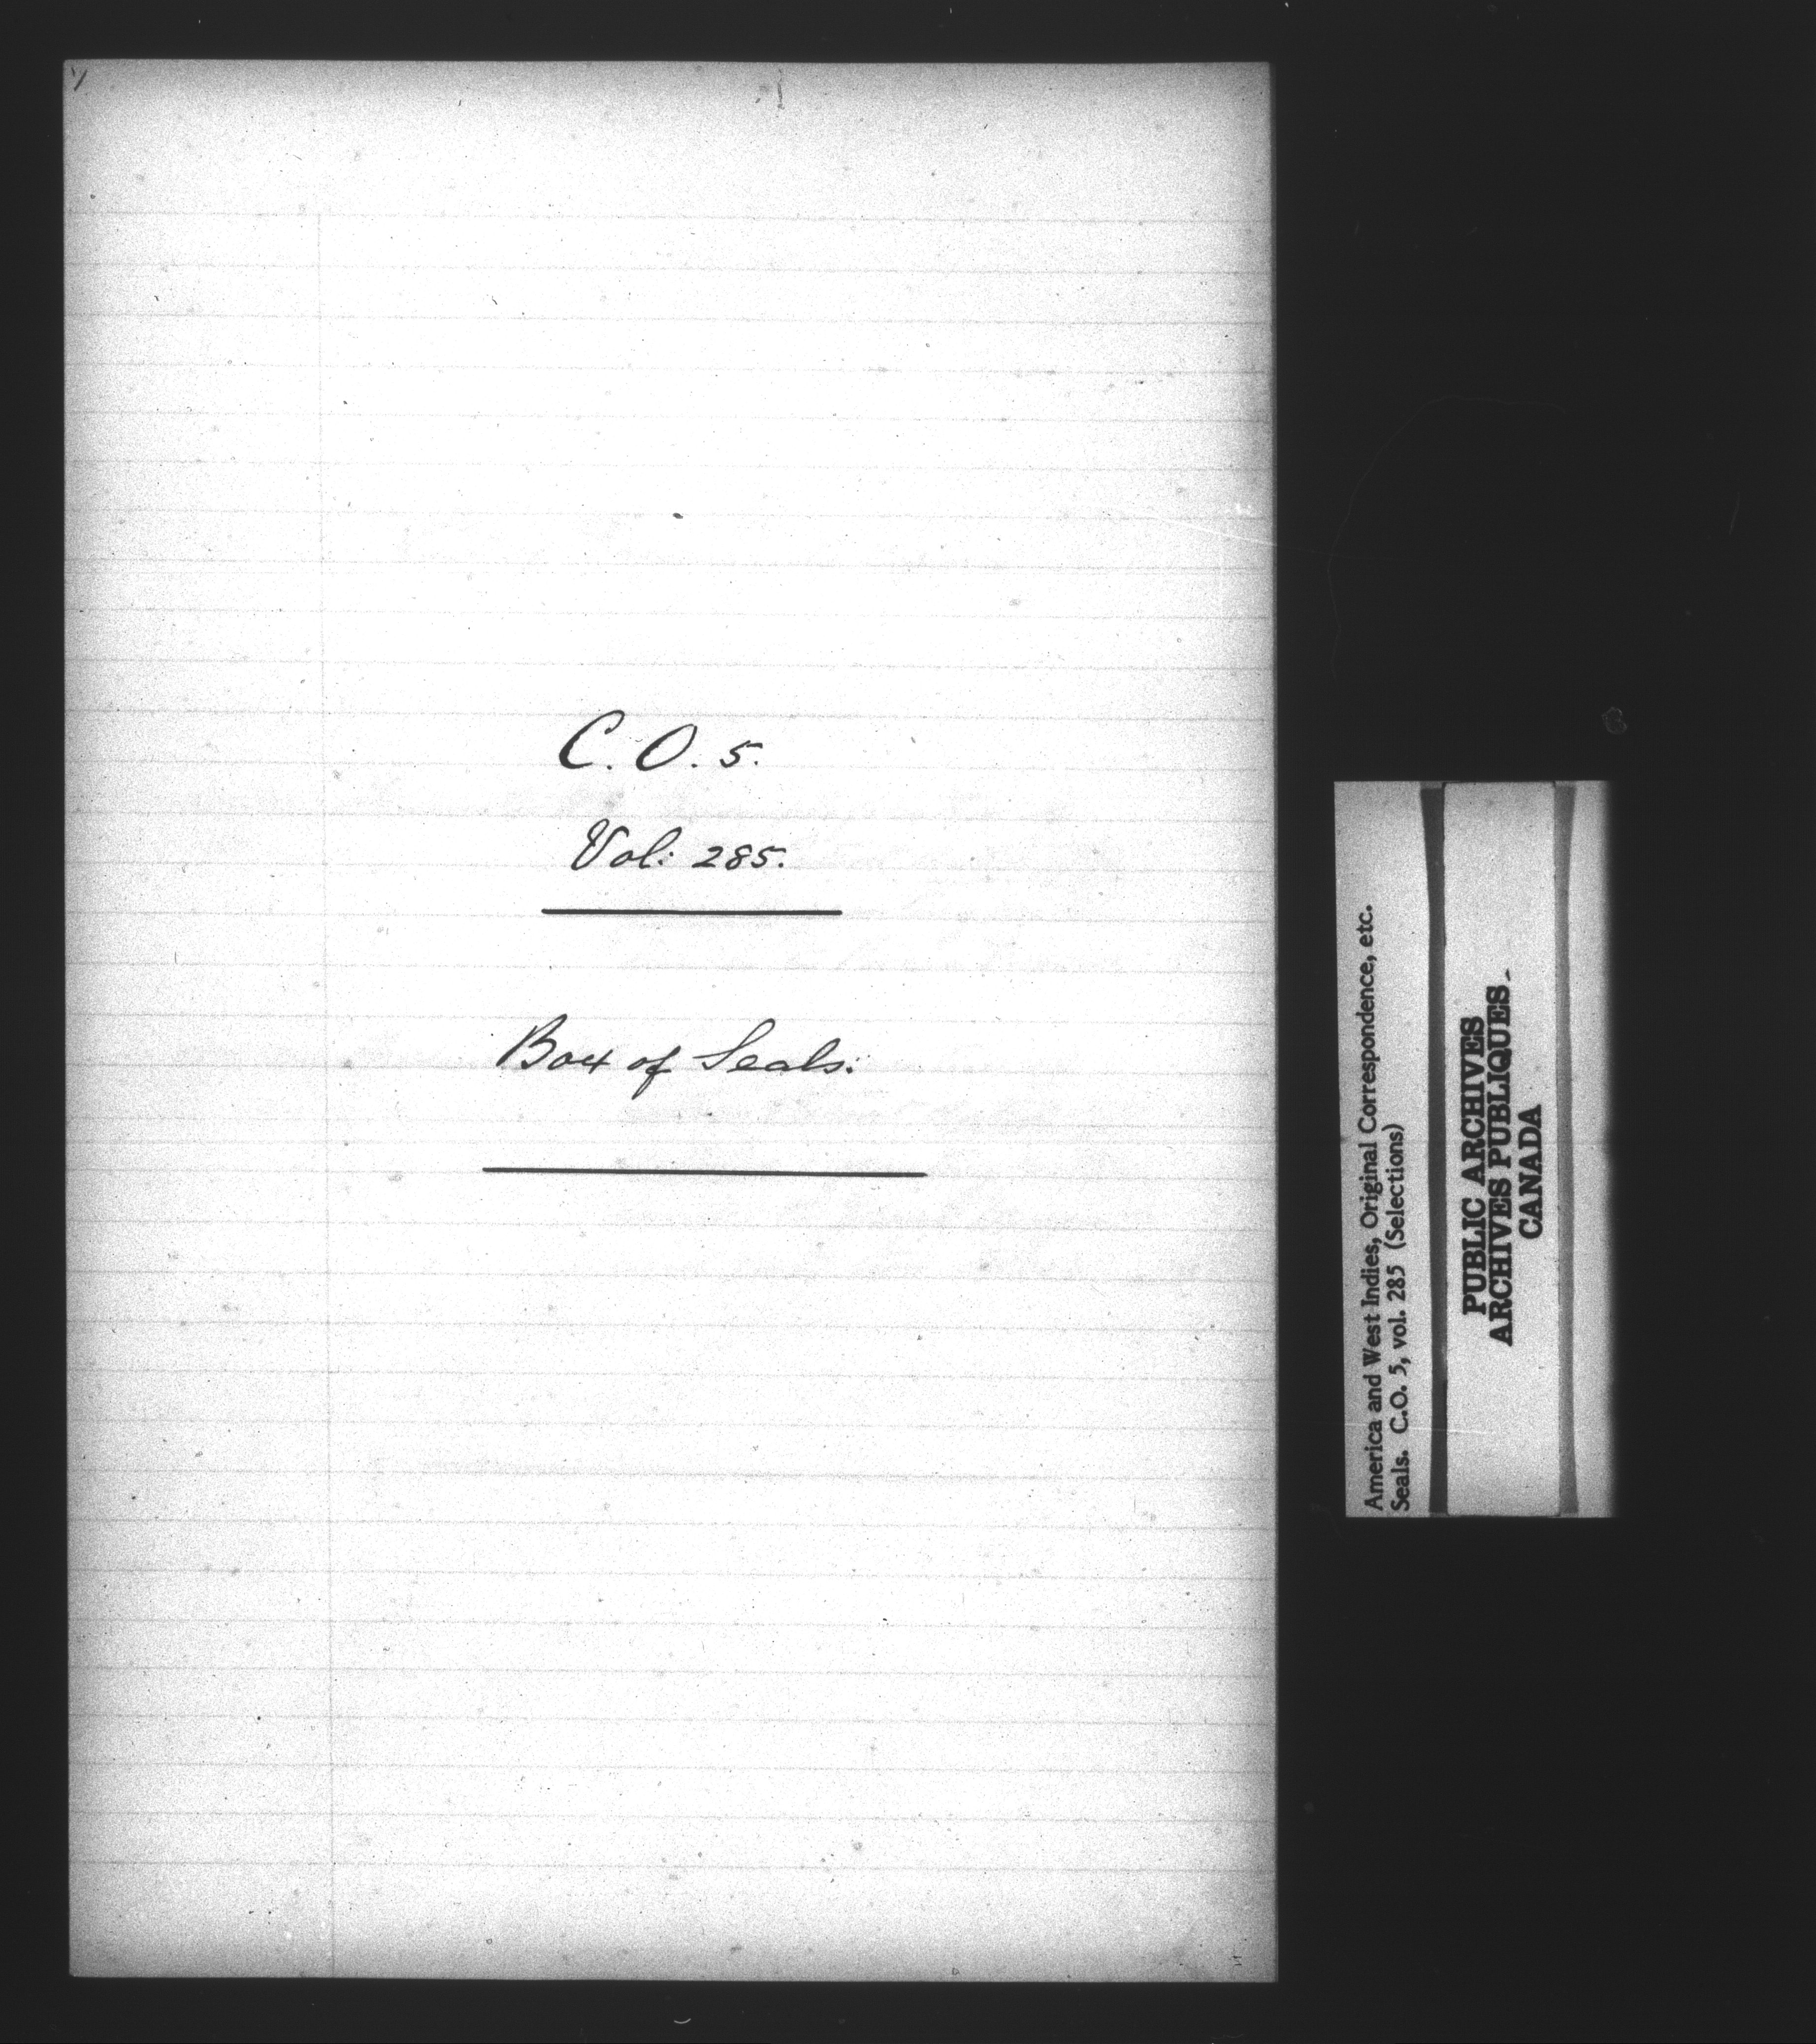 C. O. 5.
Vol: 285.
Box of Seals.
America and West Indies, Original Correspondence, etc.
Seals. C.O. 5, vol. 285 (Selections)
PUBLIC ARCHIVES
ARCHIVES PUBLIQUES
CANADA